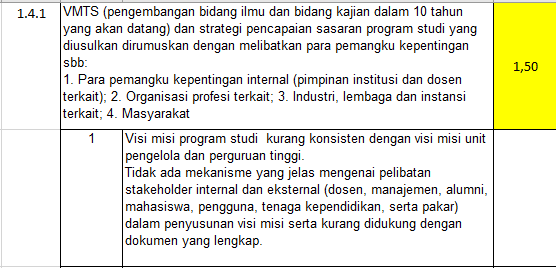 1.4.1 VMTS (pengembangan bidang ilmu dan bidang kajian dalam 10 tahun
yang akan datang) dan strategi pencapaian sasaran program studi yang
diusulkan dirumuskan dengan melibatkan para pemangku kepentingan
sbb:
1. Para pemangku kepentingan internal (pimpinan institusi dan dosen
terkait); 2. Organisasi profesi terkait; 3. Industri, lembaga dan instansi
terkait; 4. Masyarakat
1,50
1 Visi misi program studi kurang konsisten dengan visi misi unit
pengelola dan perguruan tinggi.
Tidak ada mekanisme yang jelas mengenai pelibatan
stakeholder internal dan eksternal (dosen, manajemen, alumni,
mahasiswa, pengguna, tenaga kependidikan, serta pakar)
dalam penyusunan visi misi serta kurang didukung dengan
dokumen yang lengkap.